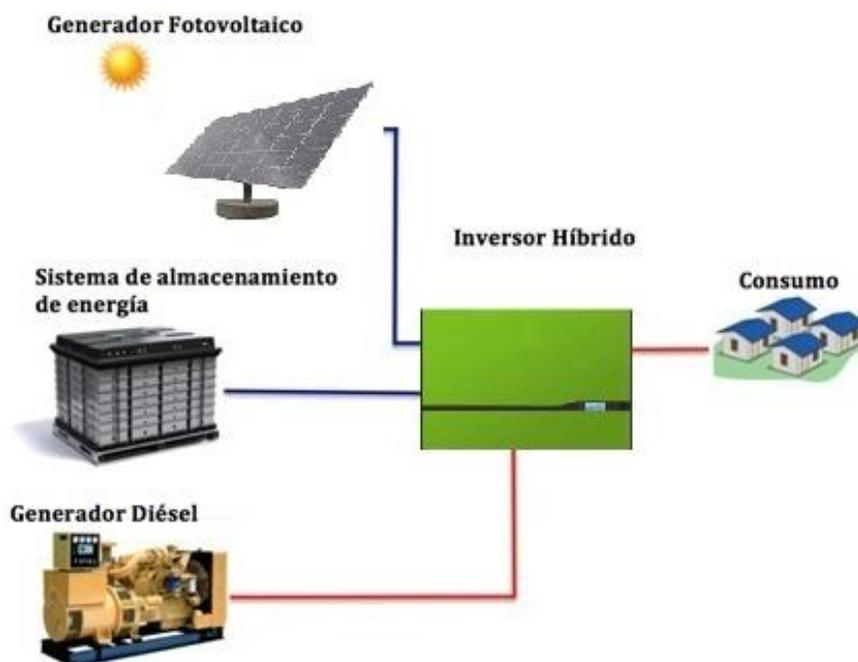 Generador Fotovoltaico
Inversor Híbrido
Sistema de almacenamiento
de energía
Consumo
Generador Diésel